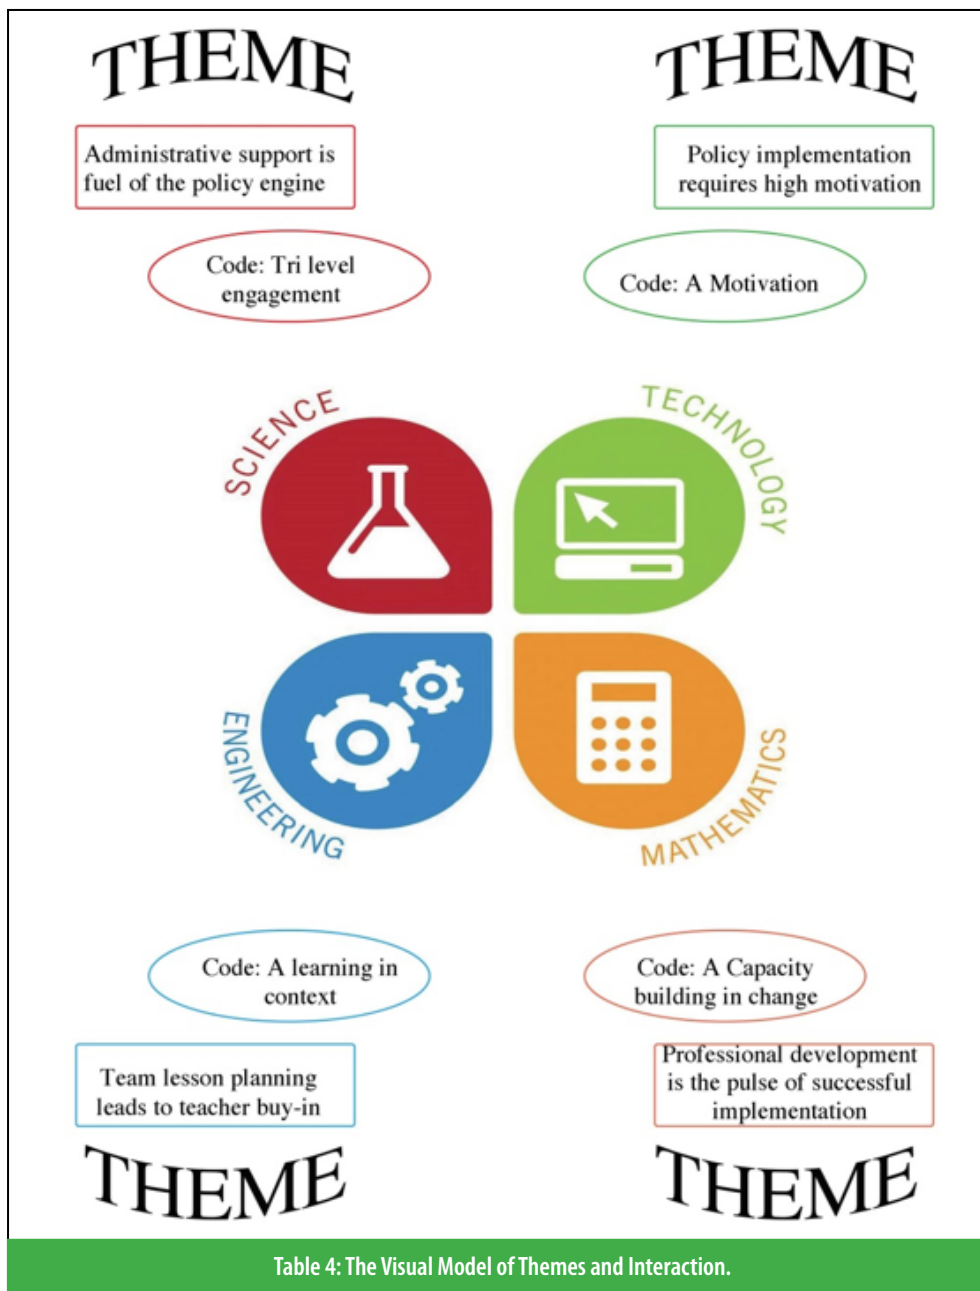 THEME
Administrative support is
fuel of the policy engine
Code: Tri level
engagement
THEME
Policy implementation
requires high motivation
Code: A Motivation
SCIENCE
TECHNOLOGY
ENGINEERING
MATHEMATICS
Code: A learning in
context
Team lesson planning
leads to teacher buy-in
THEME
Code: A Capacity
building in change
Professional development
is the pulse of successful
implementation
THEME
Table 4: The Visual Model of Themes and Interaction.